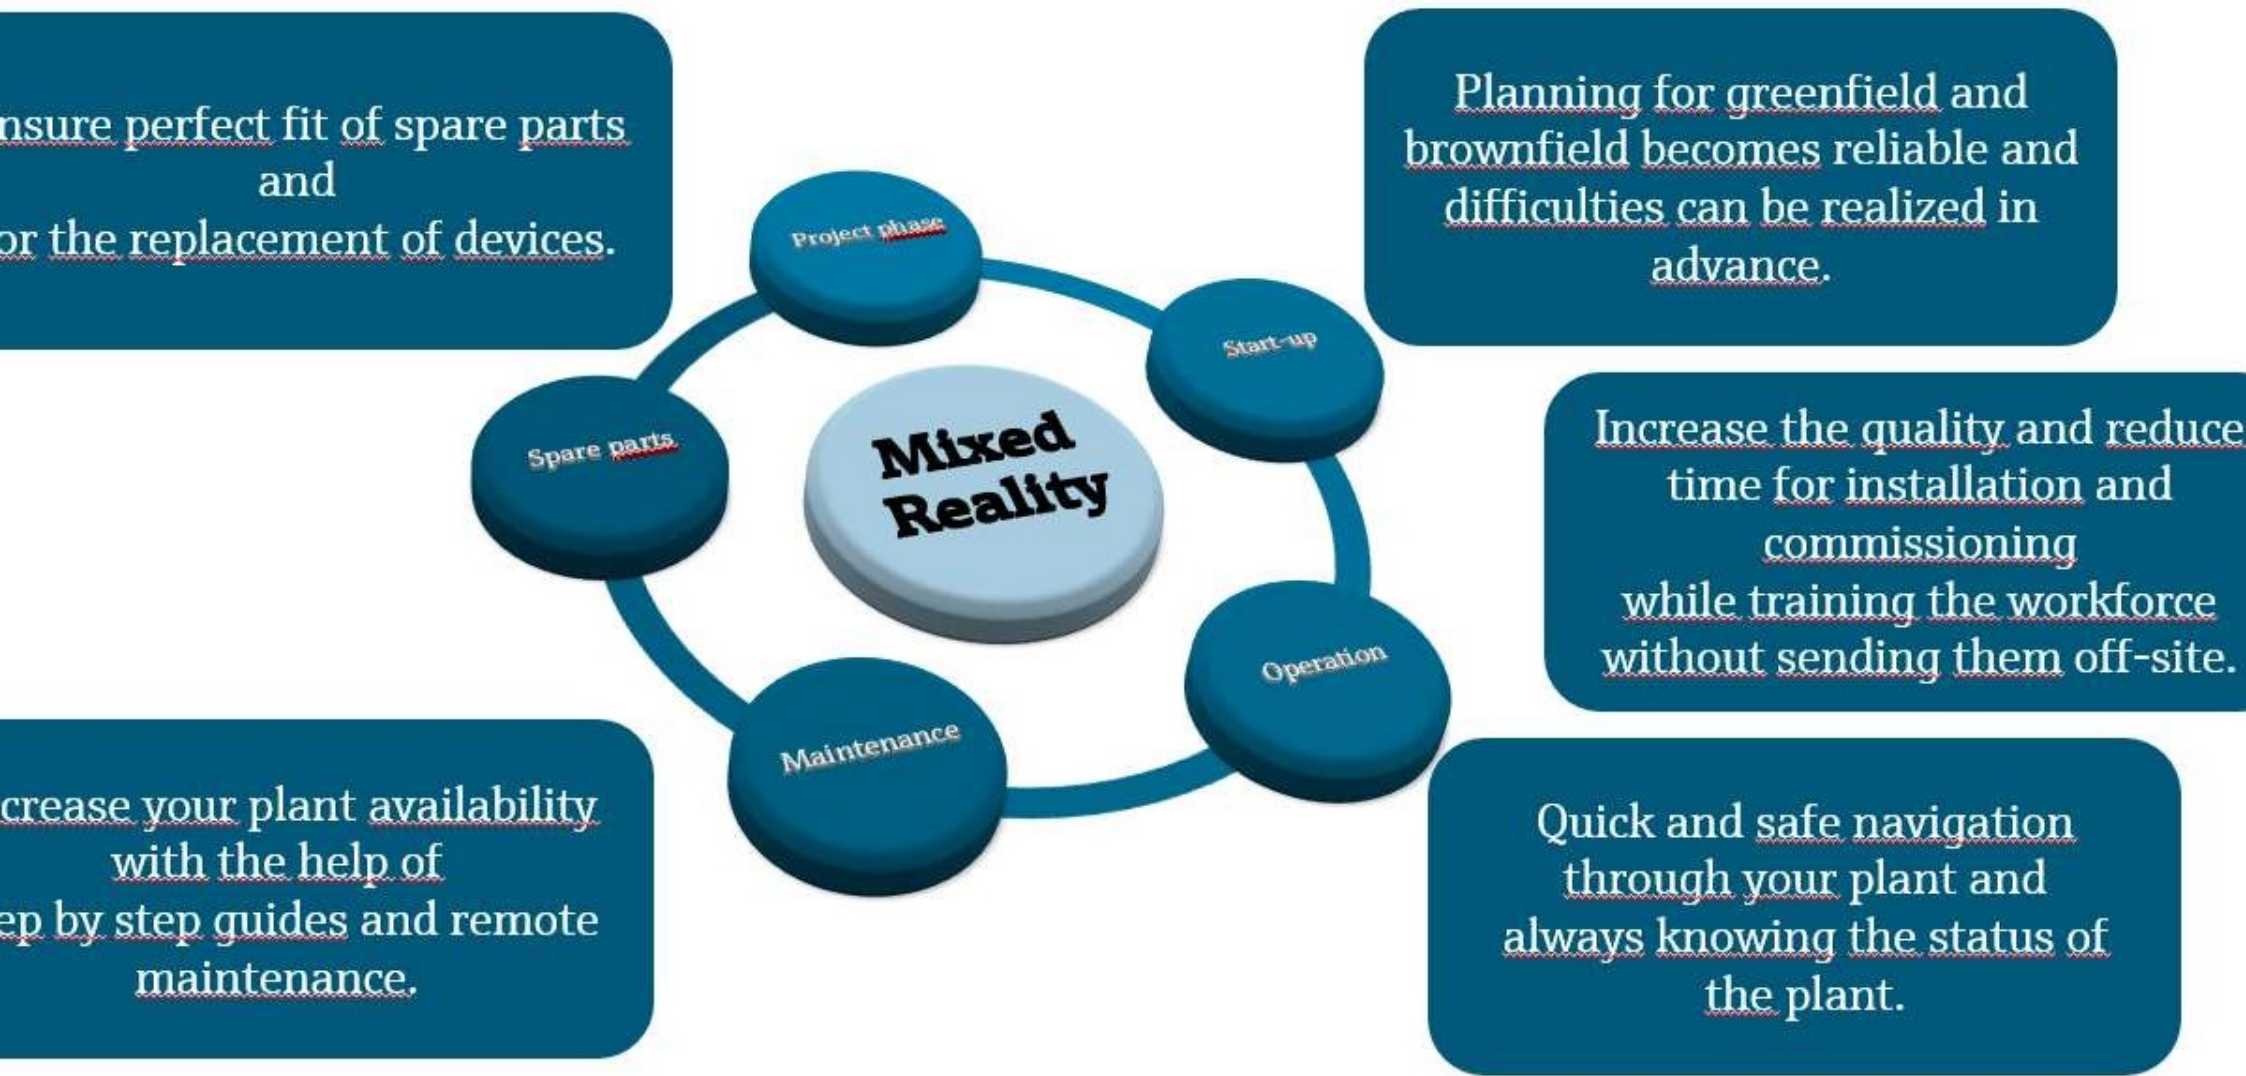 nsure perfect fit of spare parts
and
or the replacement of devices.
Planning for greenfield and
brownfield becomes reliable and
difficulties can be realized in
advance.
Project phase
Start-up
Mixed
Reality
Spare parts
Increase the quality and reduce
time for installation and
commissioning
while training the workforce
without sending them off-site.
Operation
Maintenance
crease your plant availability
with the help of
ep by step guides and remote
maintenance.
Quick and safe navigation
through your plant and
always knowing the status of
the plant.